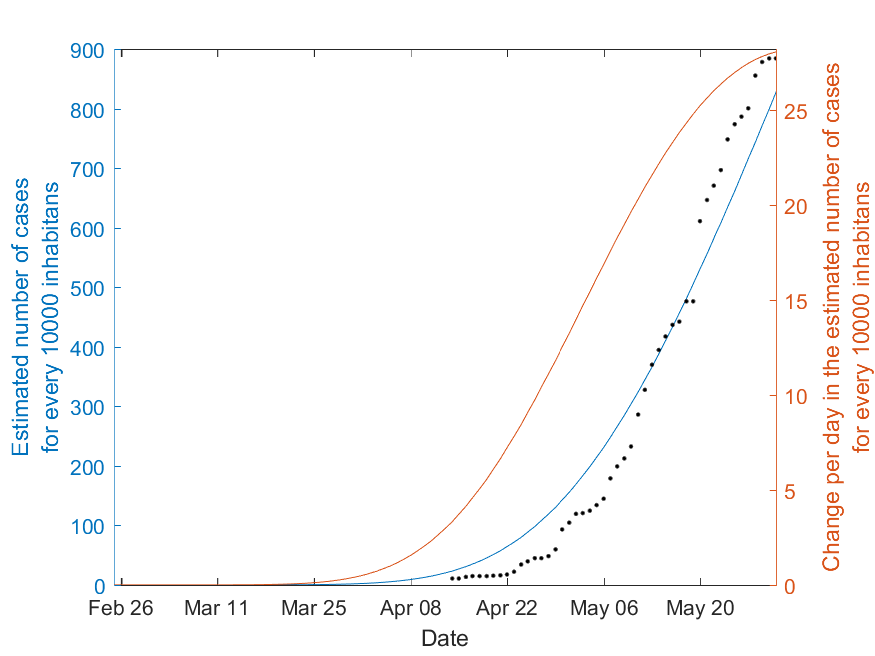 900
800
700
600
500
400
300
200
100
0
Estimated number of cases
for every 10000 inhabitans
25
20
15
10
5
0
Change per day in the estimated number of cases
for every 10000 inhabitans
Feb 26
Mar 11
Mar 25
Apr 08
Apr 22
May 06
May 20
Date